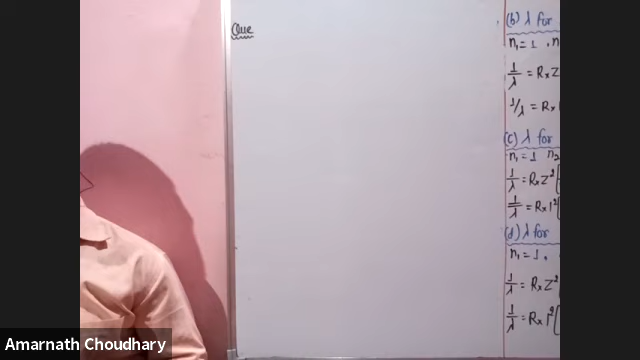 Que
(b) λ for
n₁ = 1 , n
1/λ = R × Z
1/λ = R ×
(c) λ for
n₁ = 1 n₂
1/λ = R × Z² [
1/λ = R × 1² [
(d) λ for
n₁ = 1 ,
1/λ = R × Z²
1/λ = R × 1² [
Amarnath Choudhary